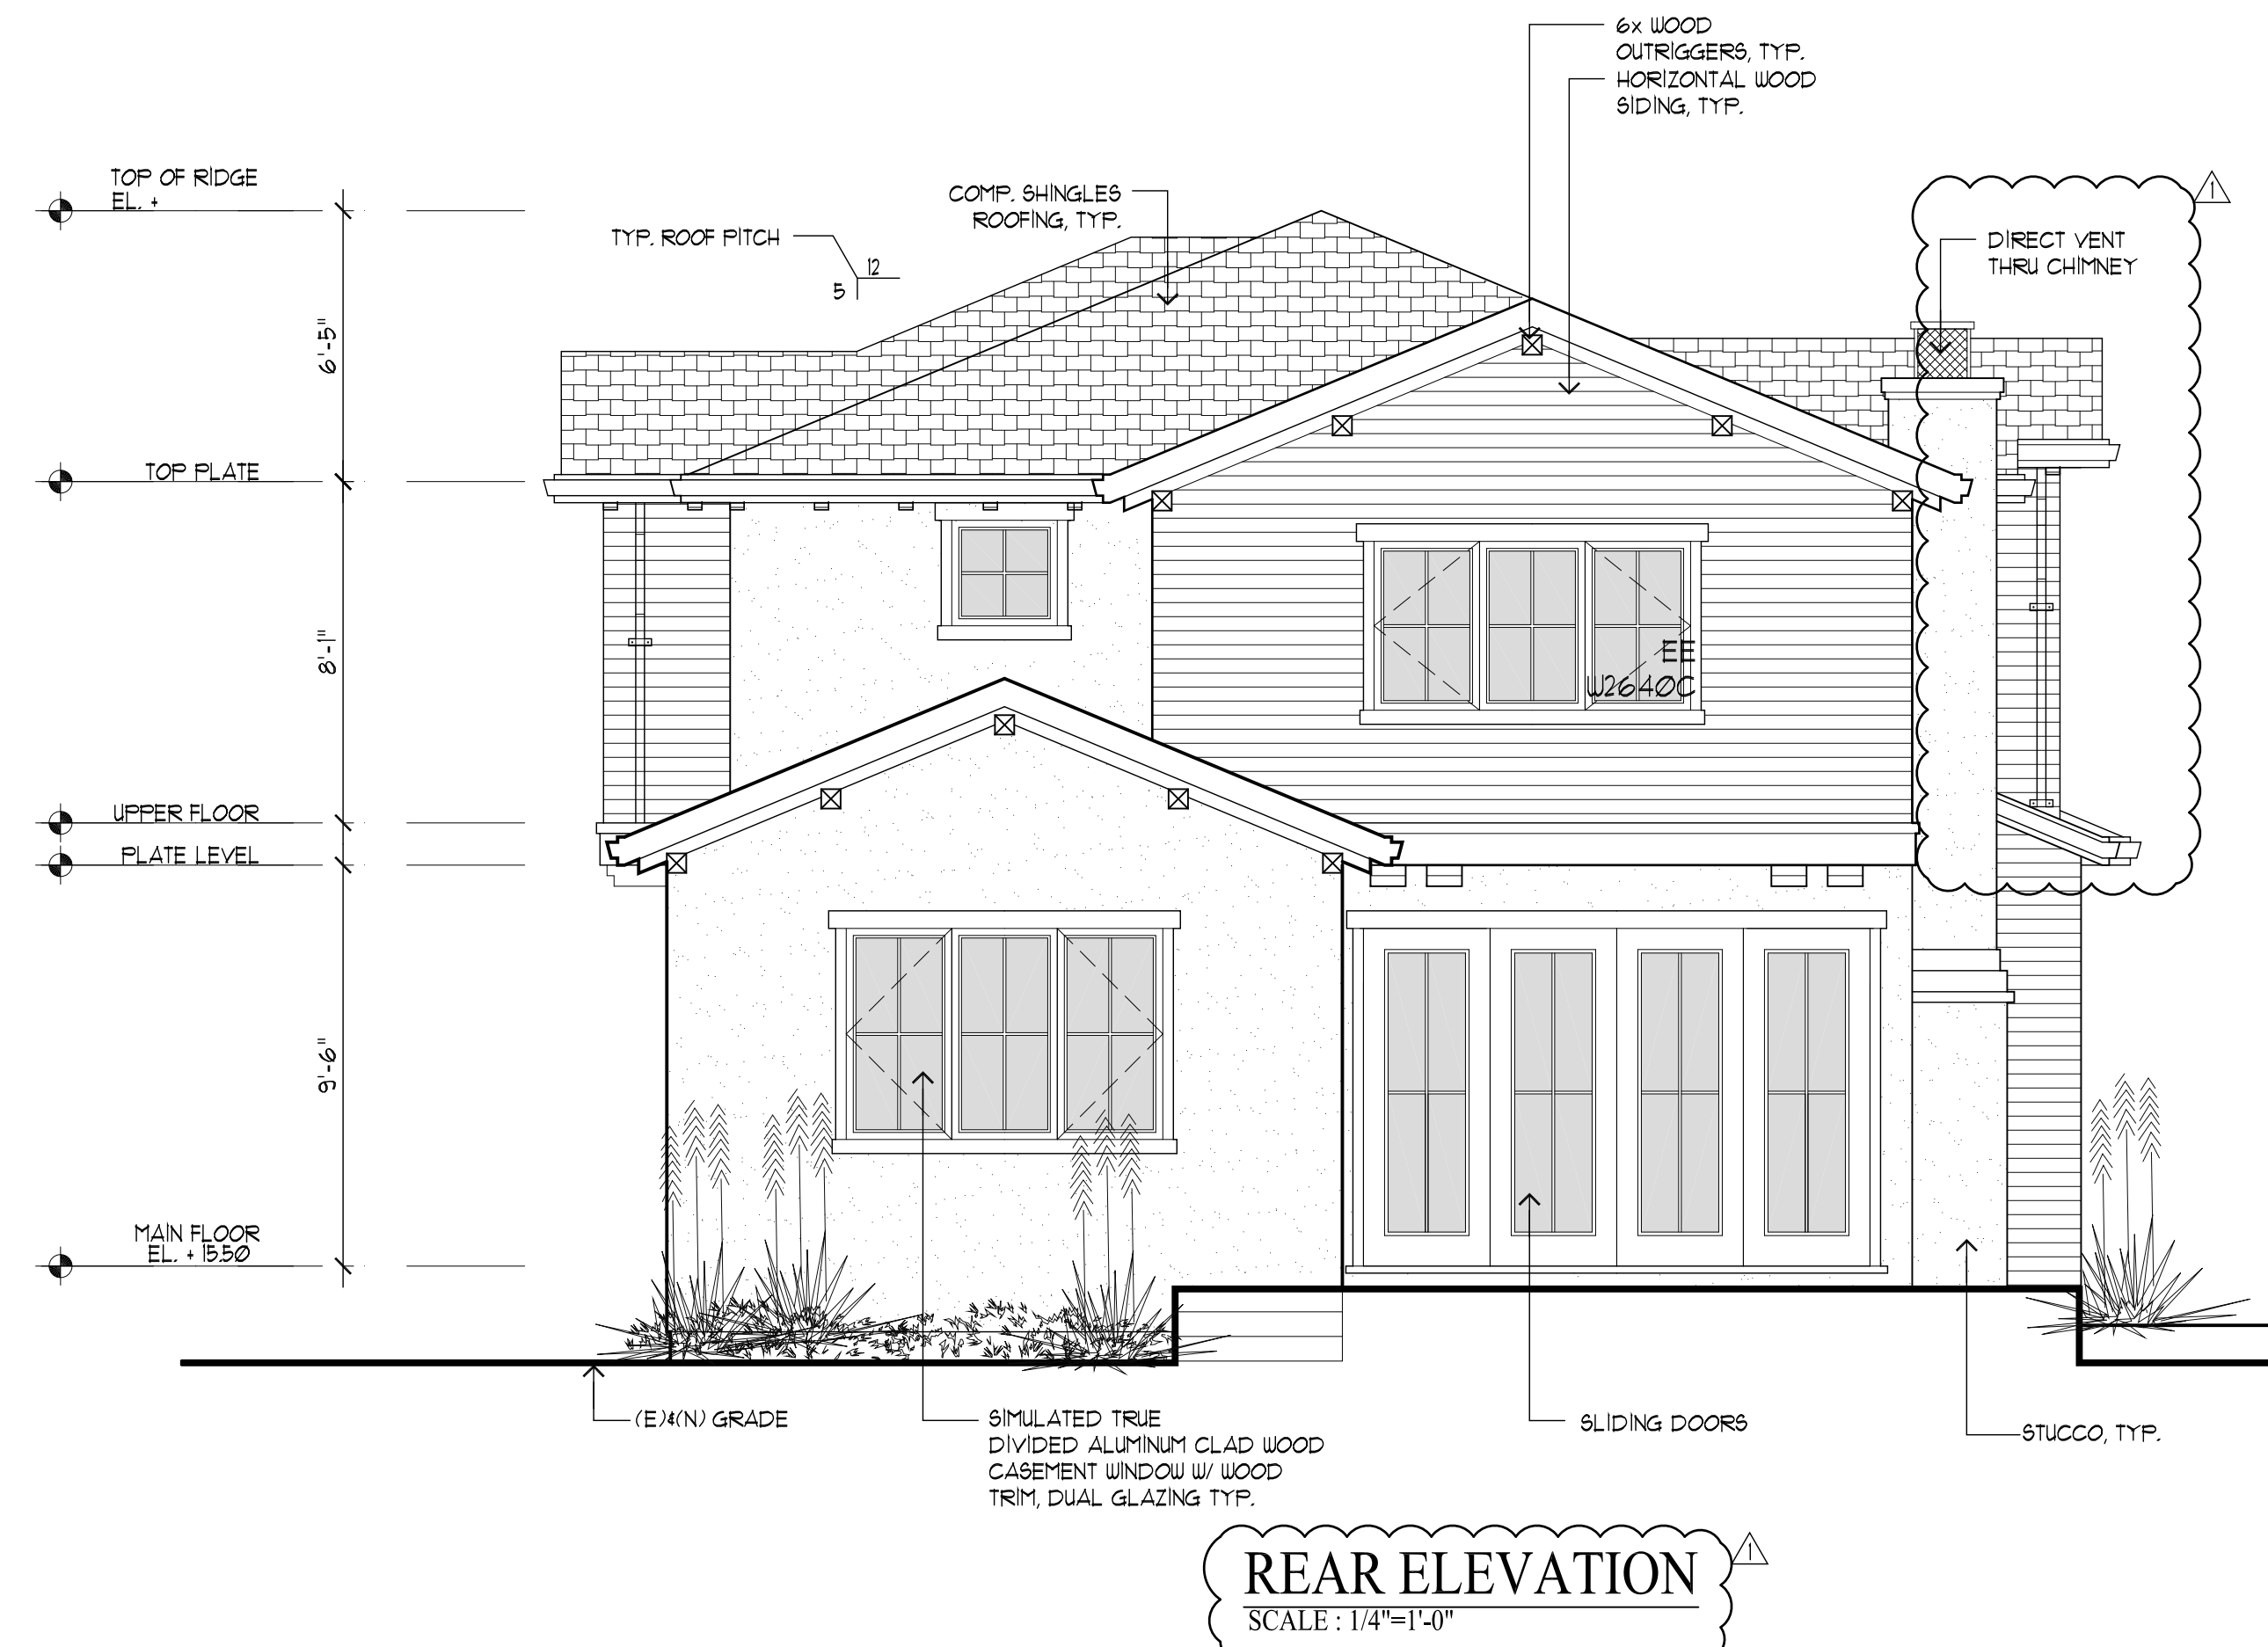 6x WOOD
OUTRIGGERS, TYP.
HORIZONTAL WOOD
SIDING, TYP.
TOP OF RIDGE
EL. +
COMP. SHINGLES
ROOFING, TYP.
1
TYP. ROOF PITCH
12
5
DIRECT VENT
THRU CHIMNEY
6'-5"
TOP PLATE
8'-1"
EE
W2640C
UPPER FLOOR
PLATE LEVEL
9'-6"
MAIN FLOOR
EL. + 15.50
(E)&(N) GRADE
SIMULATED TRUE
DIVIDED ALUMINUM CLAD WOOD
CASEMENT WINDOW W/ WOOD
TRIM, DUAL GLAZING TYP.
SLIDING DOORS
STUCCO, TYP.
REAR ELEVATION
1
SCALE : 1/4"=1'-0"